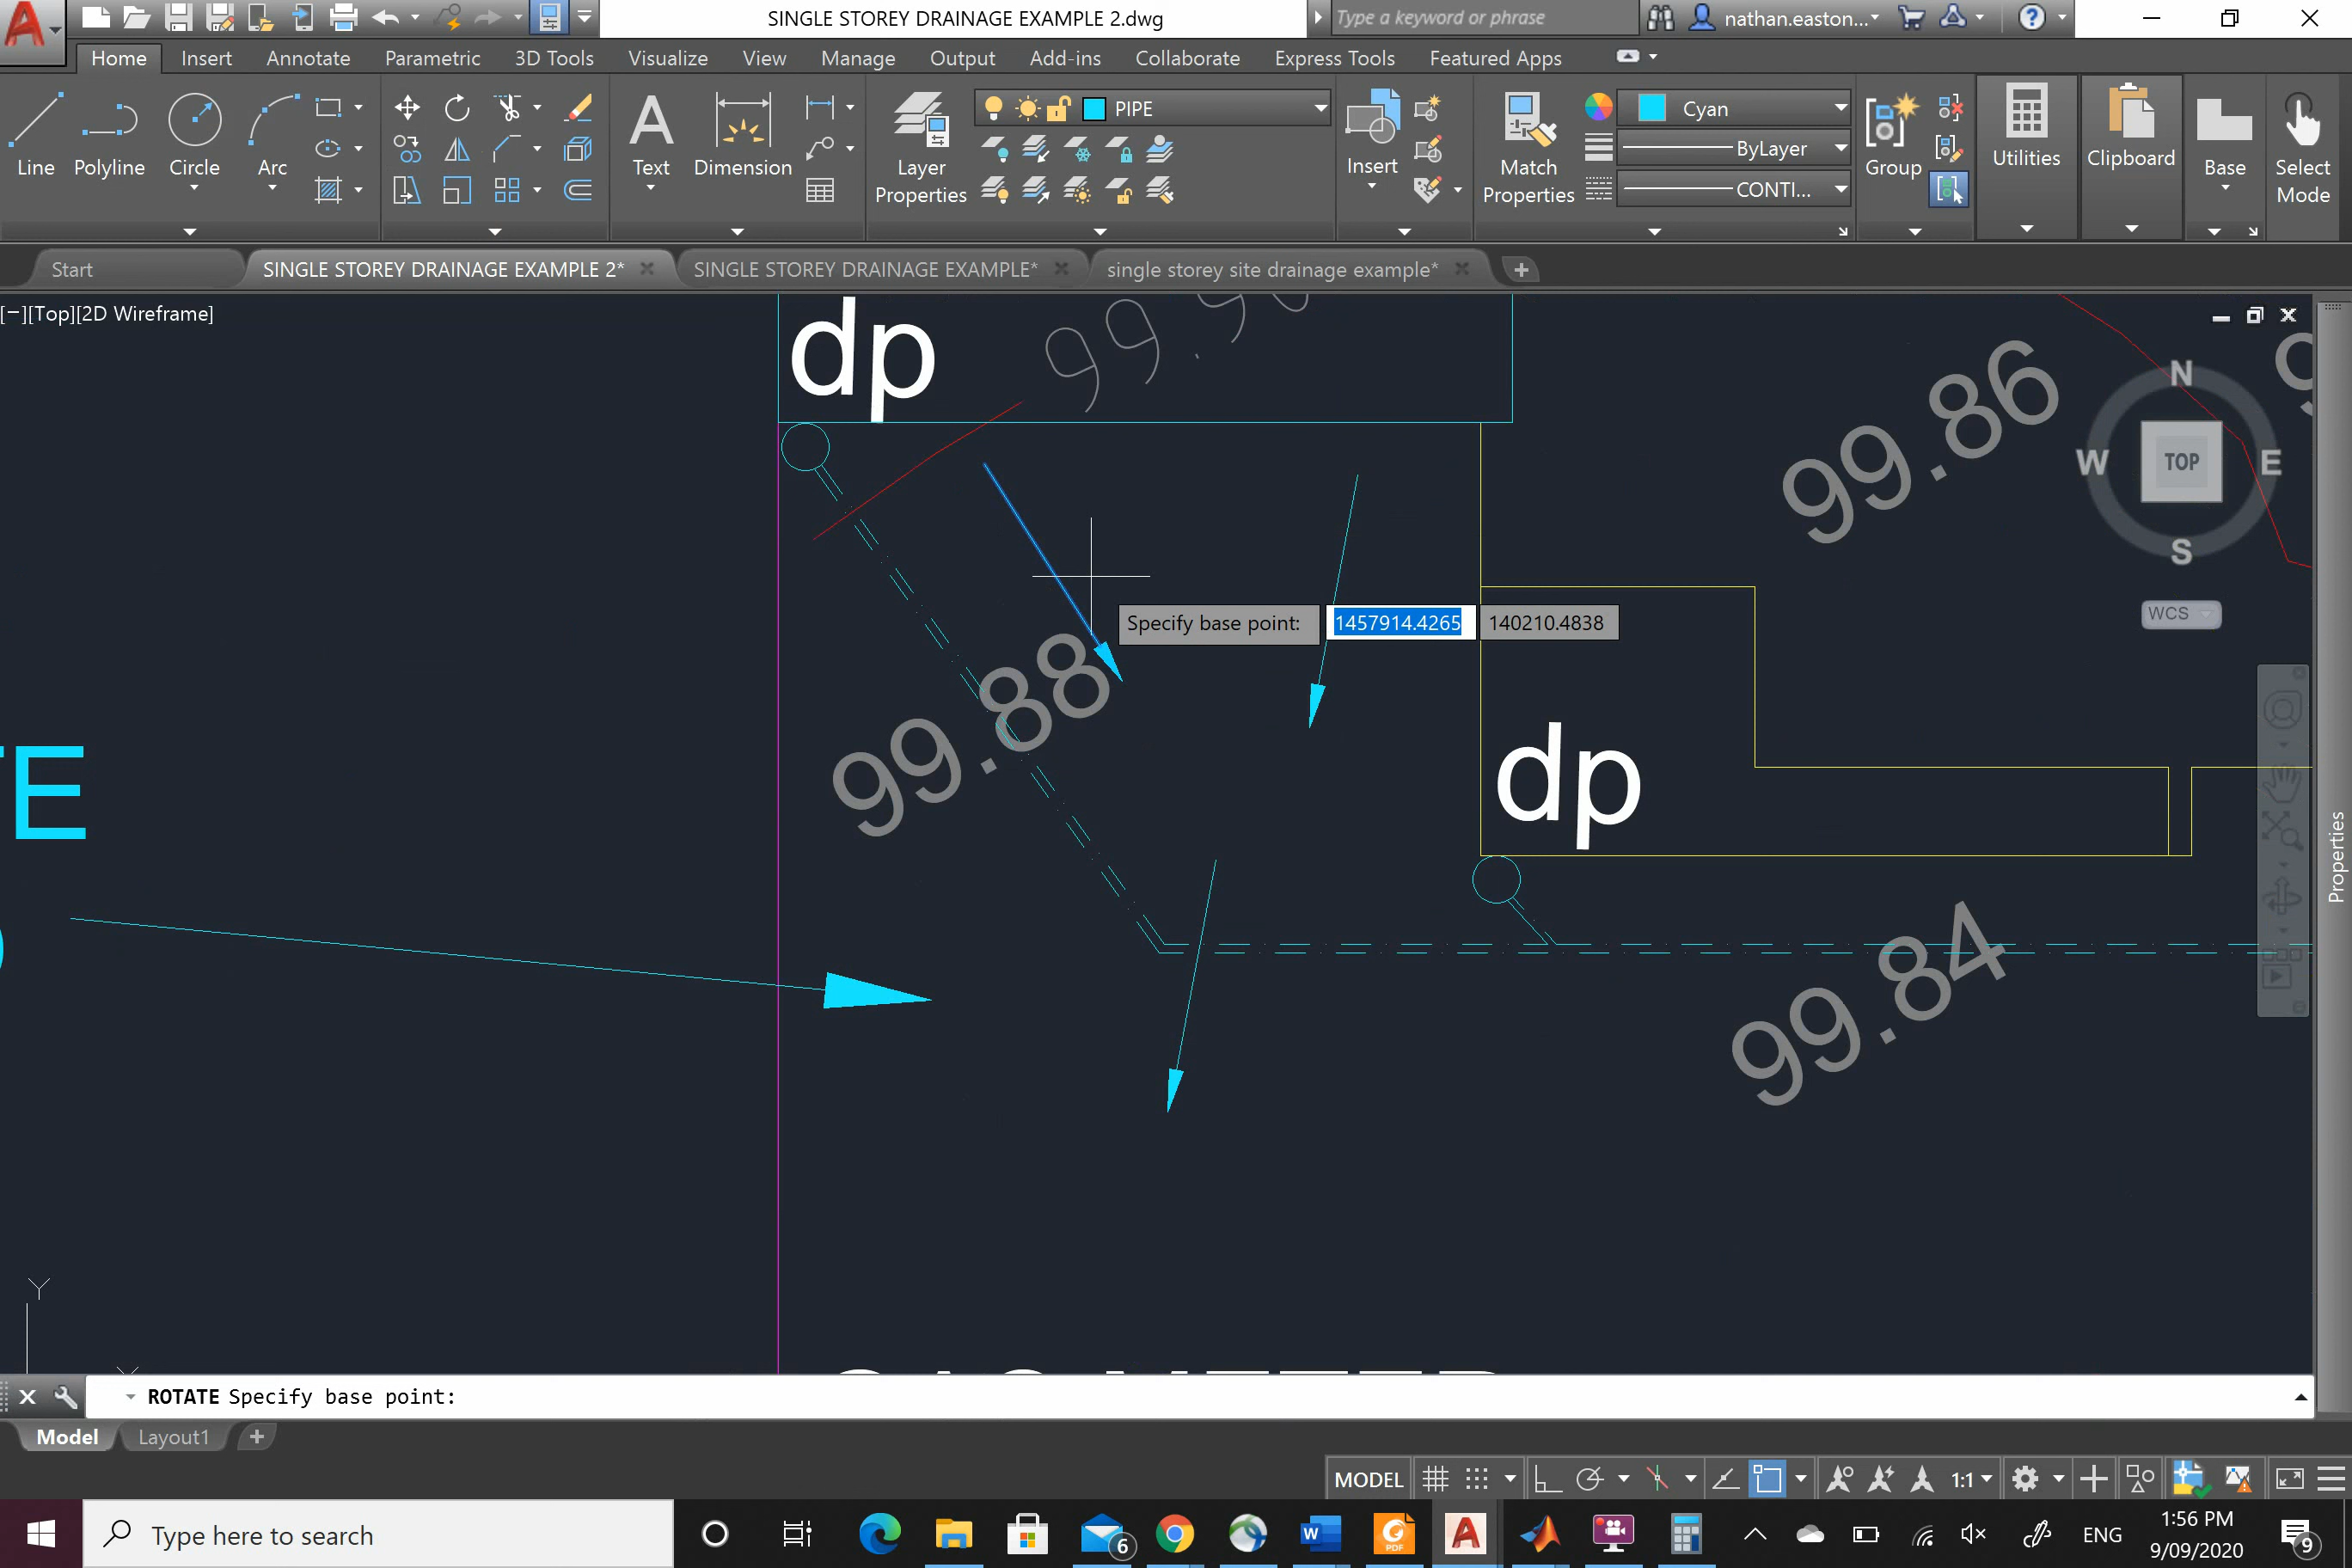 SINGLE STOREY DRAINAGE EXAMPLE 2.dwg
Type a keyword or phrase
nathan.easton...
Home Insert Annotate Parametric 3D Tools Visualize View Manage Output Add-ins Collaborate Express Tools Featured Apps
Line Polyline Circle Arc
Text Dimension
Layer Properties
PIPE
Insert
Match Properties
Cyan
ByLayer
CONTI...
Group
Utilities
Clipboard
Base
Select Mode
Start
SINGLE STOREY DRAINAGE EXAMPLE 2*
SINGLE STOREY DRAINAGE EXAMPLE*
single storey site drainage example*
[−][Top][2D Wireframe]
dp
99.86
N
W TOP E
S
WCS
Specify base point: 1457914.4265 140210.4838
99.88
dp
E
99.84
Properties
Y
ROTATE Specify base point:
Model Layout1
MODEL
1:1
Type here to search
6
W
PDF
ENG
1:56 PM
9/09/2020
9